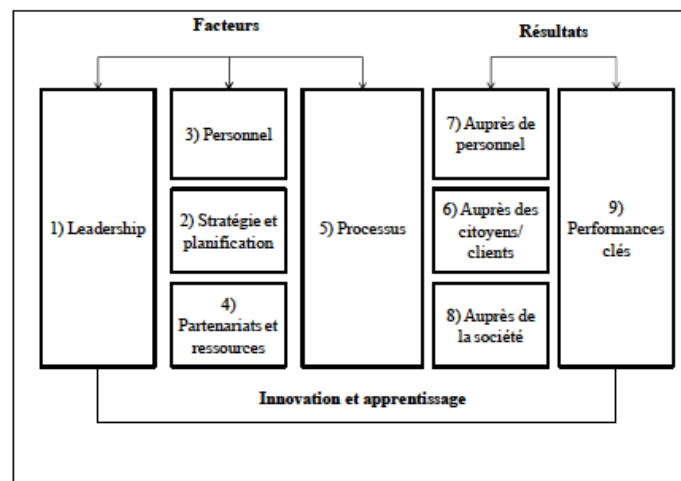 Facteurs
Résultats
1) Leadership
3) Personnel
2) Stratégie et
planification
4)
Partenariats et
ressources
5) Processus
7) Auprès de
personnel
6) Auprès des
citoyens/
clients
8) Auprès de
la société
9)
Performances
clés
Innovation et apprentissage